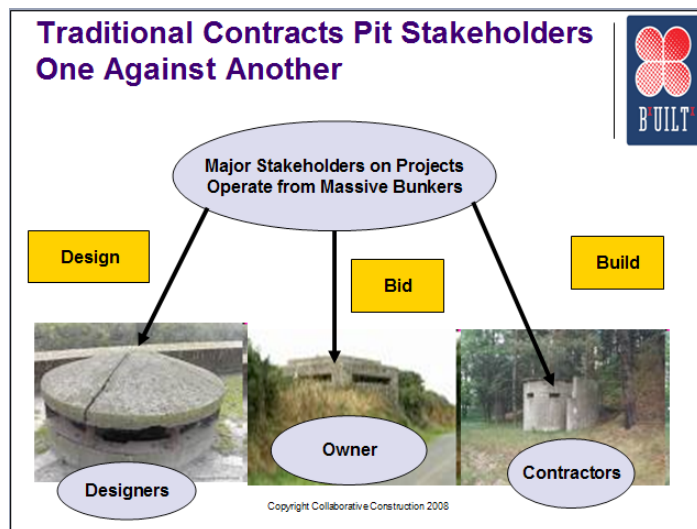 Traditional Contracts Pit Stakeholders
One Against Another
B¹UILT¹
Major Stakeholders on Projects
Operate from Massive Bunkers
Design
Bid
Build
Designers
Owner
Contractors
Copyright Collaborative Construction 2008